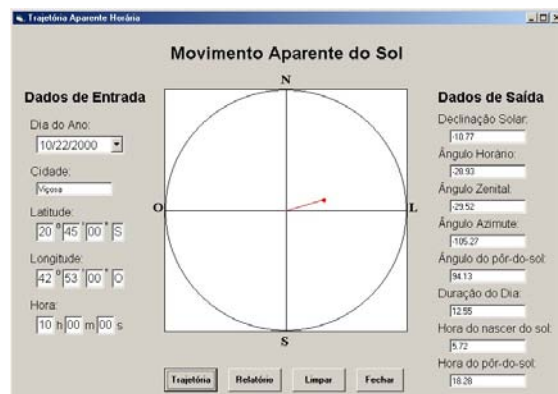 Trajetória Aparente Horária
Movimento Aparente do Sol
Dados de Entrada
Dia do Ano:
10/22/2000
Cidade:
Viçosa
Latitude:
20 º 45 ' 00 " S
Longitude:
42 º 53 ' 00 " O
Hora:
10 h 00 m 00 s
N
O
L
S
Dados de Saída
Declinação Solar:
-10.77
Ângulo Horário:
-28.93
Ângulo Zenital:
-29.52
Ângulo Azimute:
-105.27
Ângulo do pôr-do-sol:
94.13
Duração do Dia:
12.55
Hora do nascer do sol:
5.72
Hora do pôr-do-sol:
18.28
Trajetória
Relatório
Limpar
Fechar